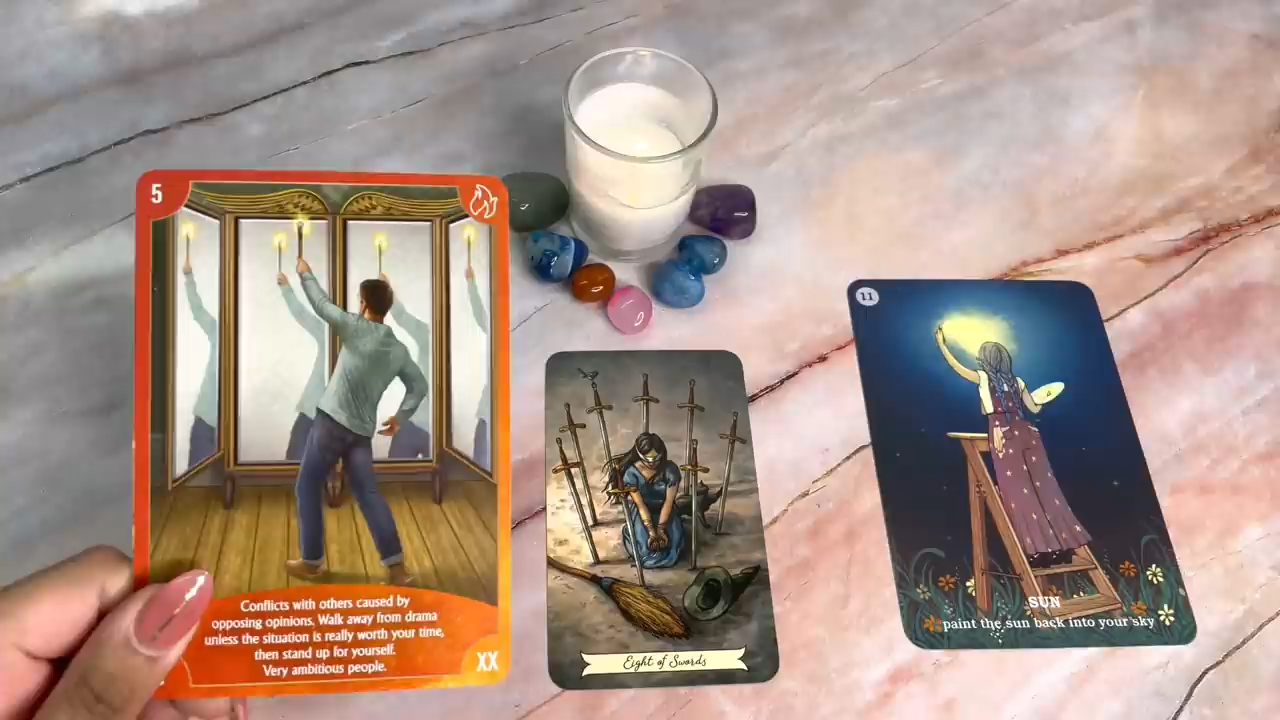 5
Conflicts with others caused by
opposing opinions. Walk away from drama
unless the situation is really worth your time,
then stand up for yourself.
Very ambitious people.
XX
Eight of Swords
11
SUN
paint the sun back into your sky